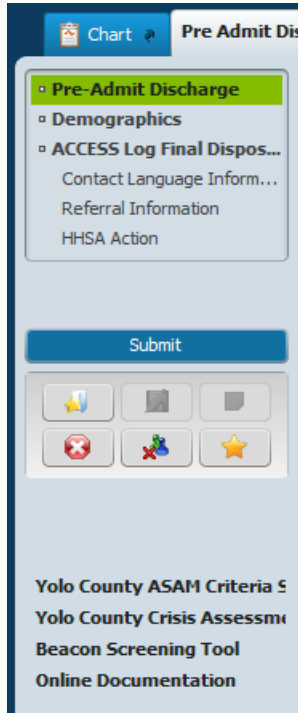 Chart
Pre Admit Dis
Pre-Admit Discharge
Demographics
ACCESS Log Final Dispos...
Contact Language Inform...
Referral Information
HHSA Action
Submit
Yolo County ASAM Criteria S
Yolo County Crisis Assessme
Beacon Screening Tool
Online Documentation